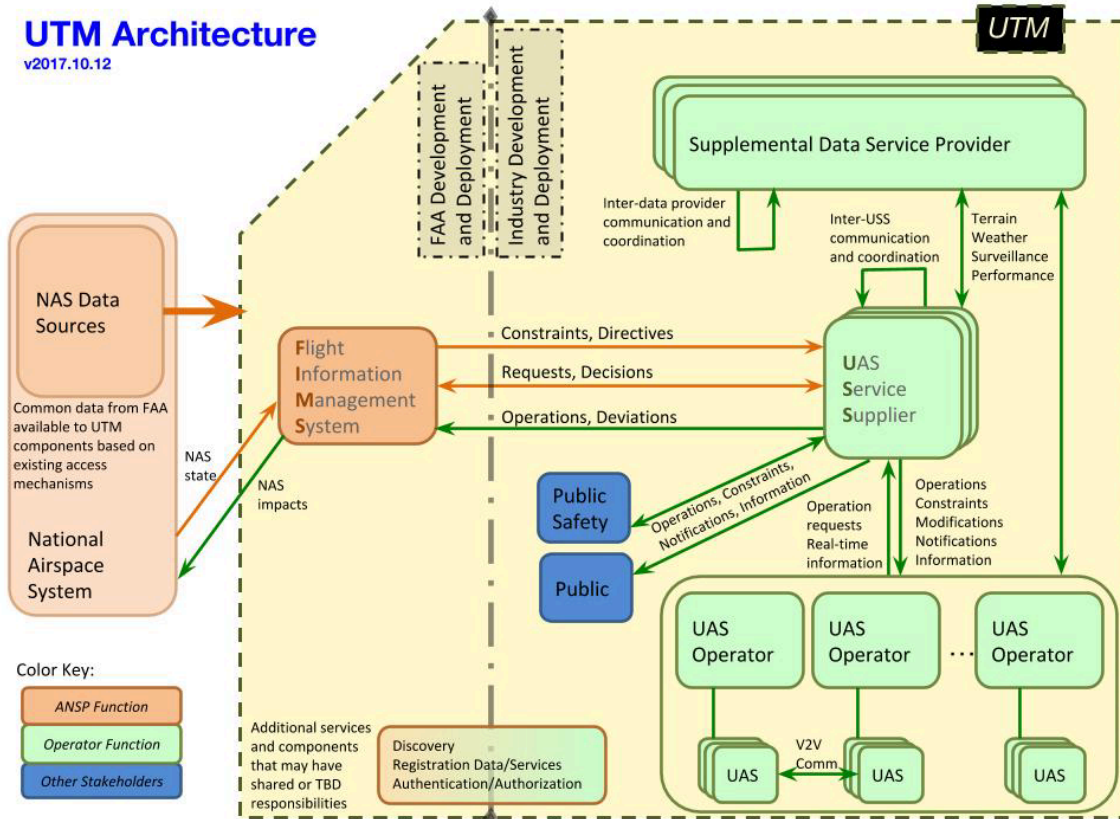 UTM Architecture
v2017.10.12
UTM
FAA Development
and Deployment
Industry Development
and Deployment
Supplemental Data Service Provider
Inter-data provider
communication and
coordination
Inter-USS
communication
and coordination
Terrain
Weather
Surveillance
Performance
NAS Data
Sources
Common data from FAA
available to UTM
components based on
existing access
mechanisms
National
Airspace
System
NAS
state
NAS
impacts
Flight
Information
Management
System
Constraints, Directives
Requests, Decisions
Operations, Deviations
UAS
Service
Supplier
Public
Safety
Public
Operations, Constraints,
Notifications, Information
Operation
requests
Real-time
information
Operations
Constraints
Modifications
Notifications
Information
UAS
Operator
UAS
Operator
...
UAS
Operator
UAS
V2V
Comm
UAS
UAS
Color Key:
ANSP Function
Operator Function
Other Stakeholders
Additional services
and components
that may have
shared or TBD
responsibilities
Discovery
Registration Data/Services
Authentication/Authorization